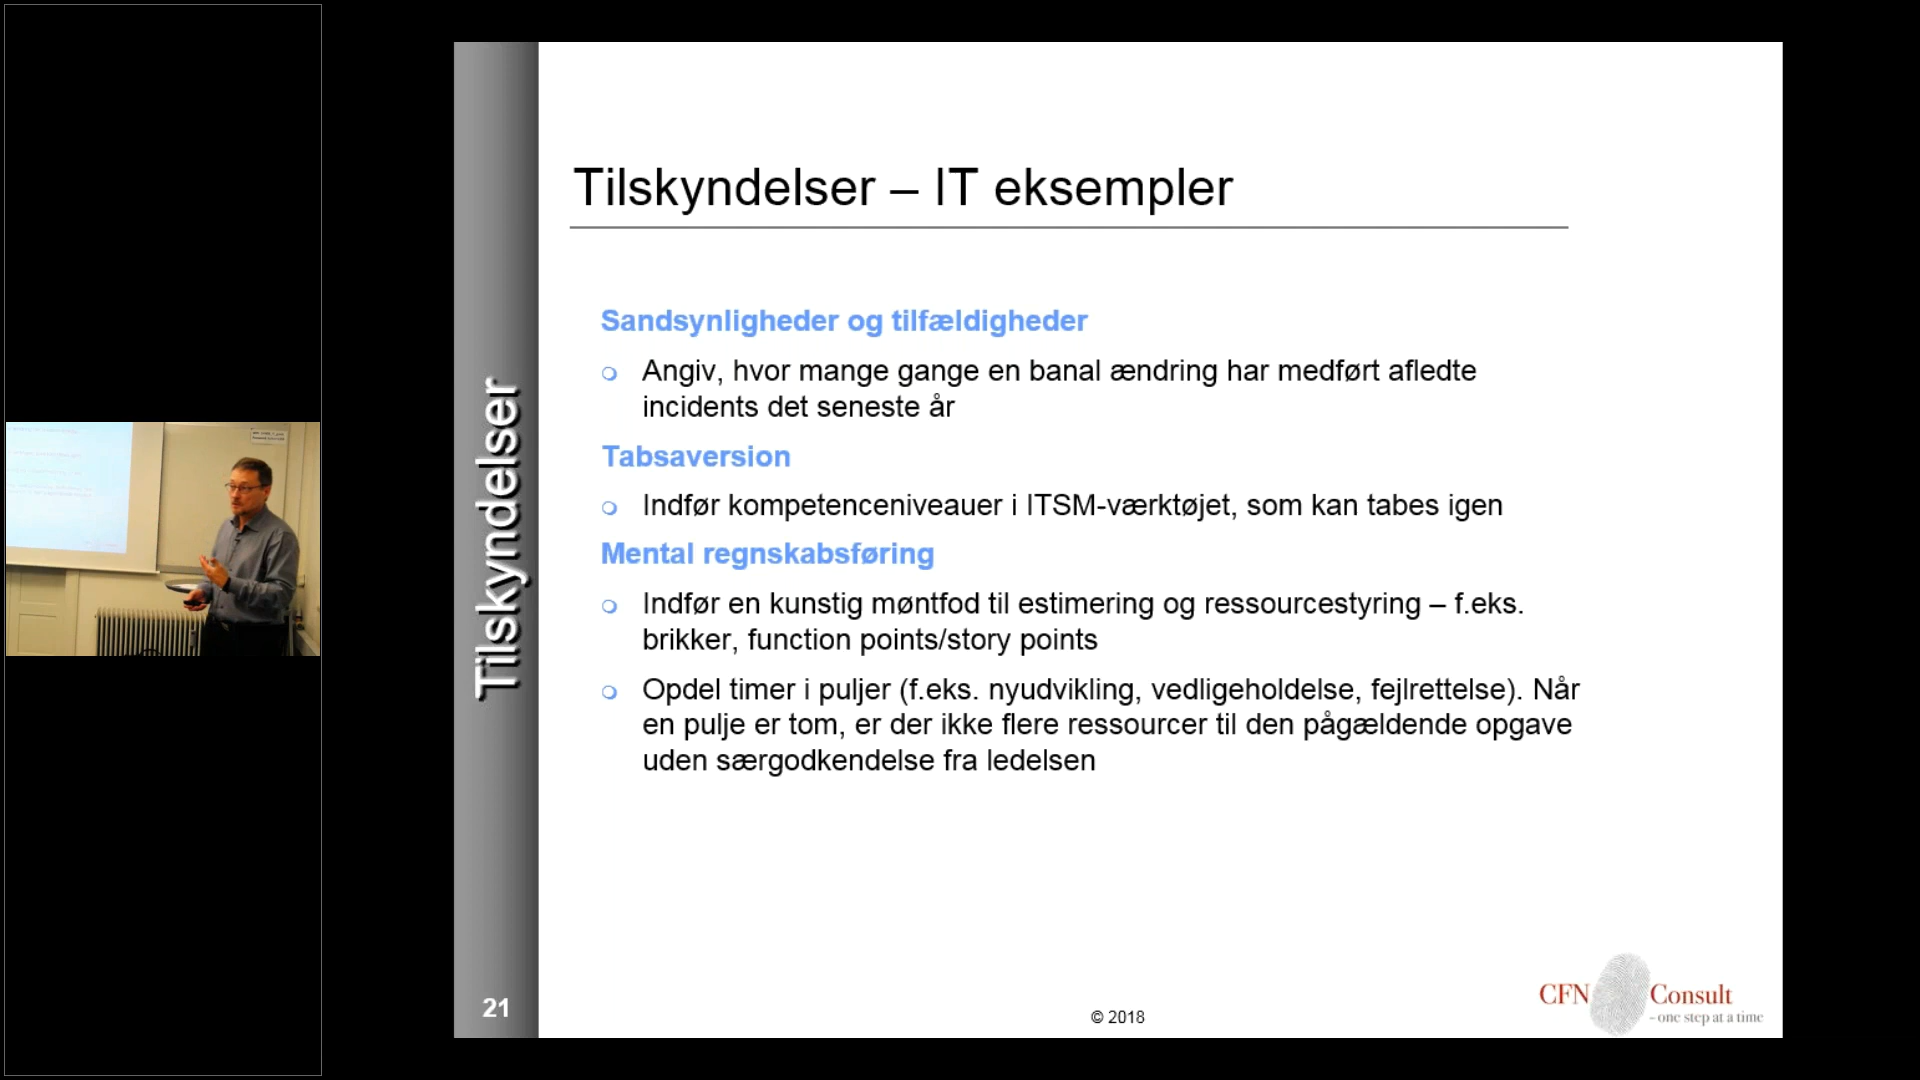 Tilskyndelser – IT eksempler
Sandsynligheder og tilfældigheder
Angiv, hvor mange gange en banal ændring har medført afledte
incidents det seneste år
Tabsaversion
Indfør kompetenceniveauer i ITSM-værktøjet, som kan tabes igen
Mental regnskabsføring
Indfør en kunstig møntfod til estimering og ressourcestyring – f.eks.
brikker, function points/story points
Opdel timer i puljer (f.eks. nyudvikling, vedligeholdelse, fejlrettelse). Når
en pulje er tom, er der ikke flere ressourcer til den pågældende opgave
uden særgodkendelse fra ledelsen
Tilskyndelser
21
© 2018
CFN Consult
- one step at a time